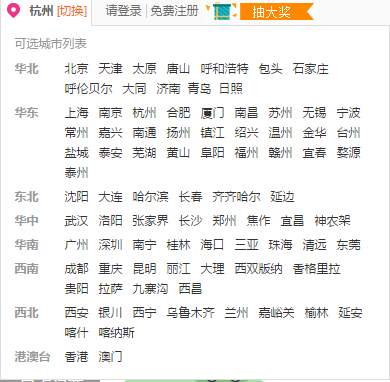 杭州 [切换] 请登录 | 免费注册 抽大奖
可选城市列表
华北 北京 天津 太原 唐山 呼和浩特 包头 石家庄
呼伦贝尔 大同 济南 青岛 日照
华东 上海 南京 杭州 合肥 厦门 南昌 苏州 无锡 宁波
常州 嘉兴 南通 扬州 镇江 绍兴 温州 金华 台州
盐城 泰安 芜湖 黄山 阜阳 福州 赣州 宜春 婺源
泰州
东北 沈阳 大连 哈尔滨 长春 齐齐哈尔 延边
华中 武汉 洛阳 张家界 长沙 郑州 焦作 宜昌 神农架
华南 广州 深圳 南宁 桂林 海口 三亚 珠海 清远 东莞
西南 成都 重庆 昆明 丽江 大理 西双版纳 香格里拉
贵阳 拉萨 九寨沟 西昌
西北 西安 银川 西宁 乌鲁木齐 兰州 嘉峪关 榆林 延安
喀什 喀纳斯
港澳台 香港 澳门